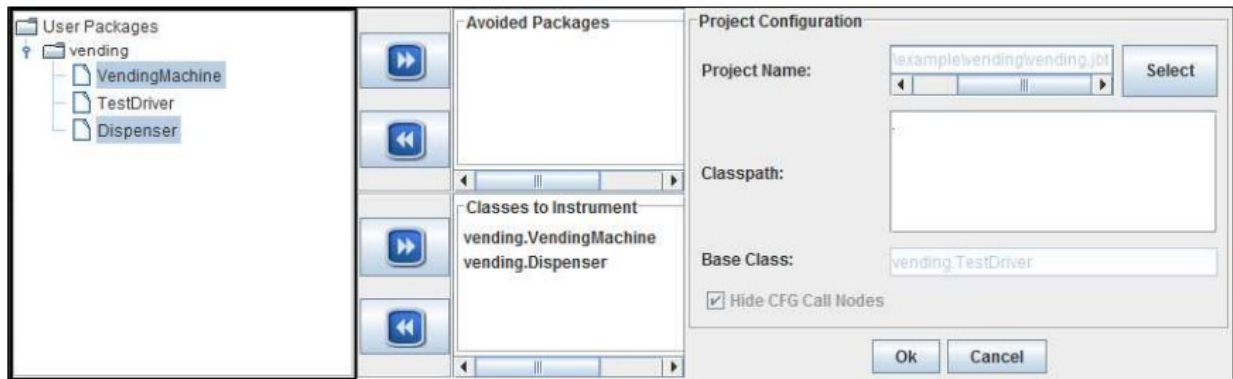 User Packages
vending
VendingMachine
TestDriver
Dispenser
Avoided Packages
Classes to Instrument
vending.VendingMachine
vending.Dispenser
Project Configuration
Project Name:
\example\vending\vending.jbt
Select
Classpath:
.
Base Class:
vending.TestDriver
Hide CFG Call Nodes
Ok
Cancel